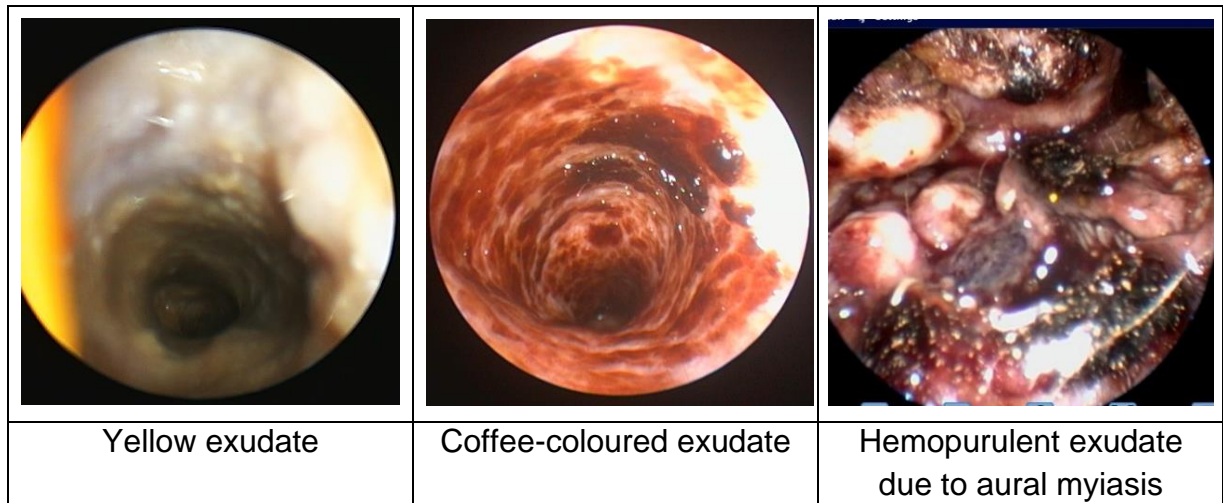 Yellow exudate
Coffee-coloured exudate
Hemopurulent exudate
due to aural myiasis